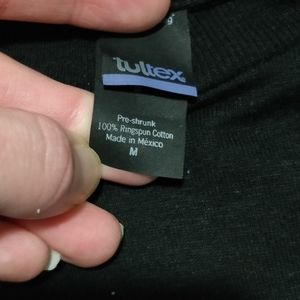 tultex
Pre-shrunk
100% Ringspun Cotton
Made in México
M